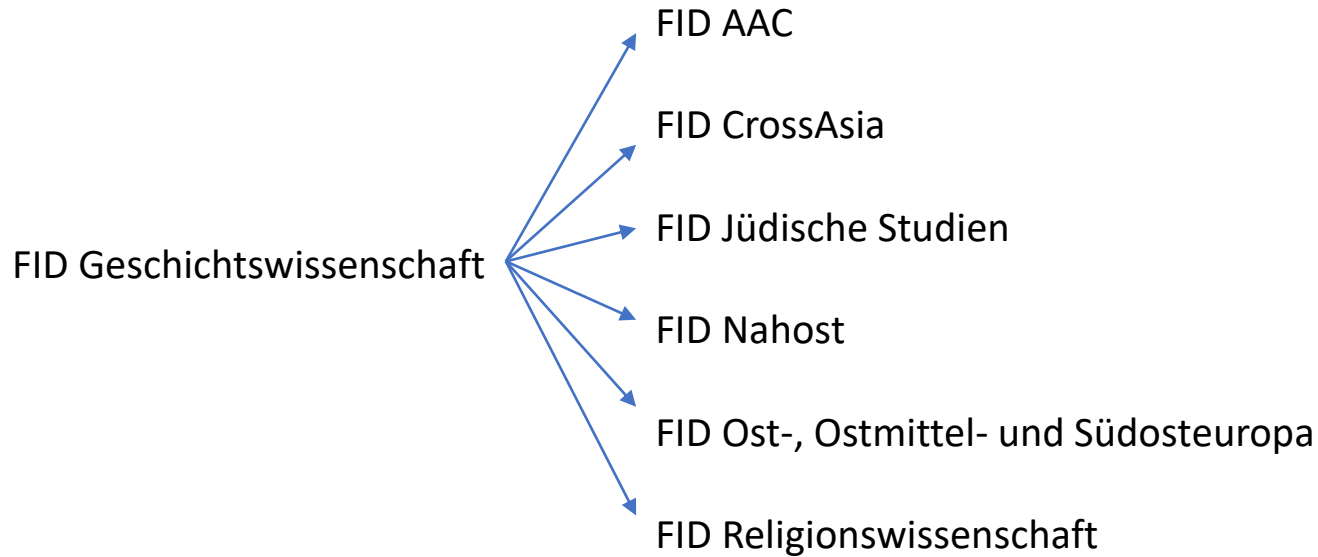 FID AAC
FID CrossAsia
FID Jüdische Studien
FID Geschichtswissenschaft
FID Nahost
FID Ost-, Ostmittel- und Südosteuropa
FID Religionswissenschaft